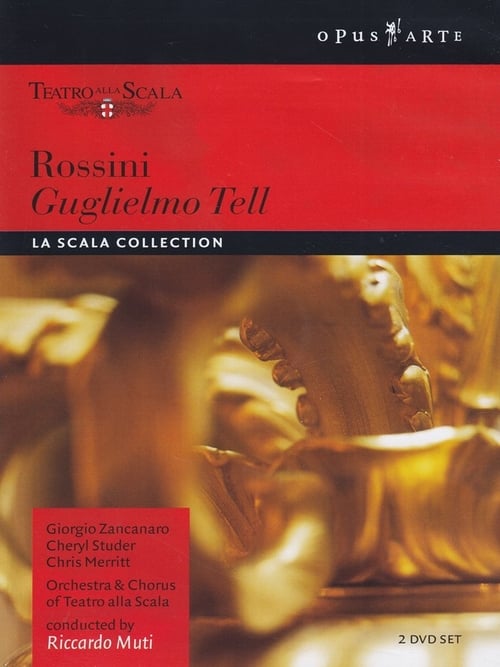 OPUS ARTE
TEATRO ALLA SCALA
Rossini
Guglielmo Tell
LA SCALA COLLECTION
Giorgio Zancanaro
Cheryl Studer
Chris Merritt
Orchestra & Chorus
of Teatro alla Scala
conducted by
Riccardo Muti
2 DVD SET